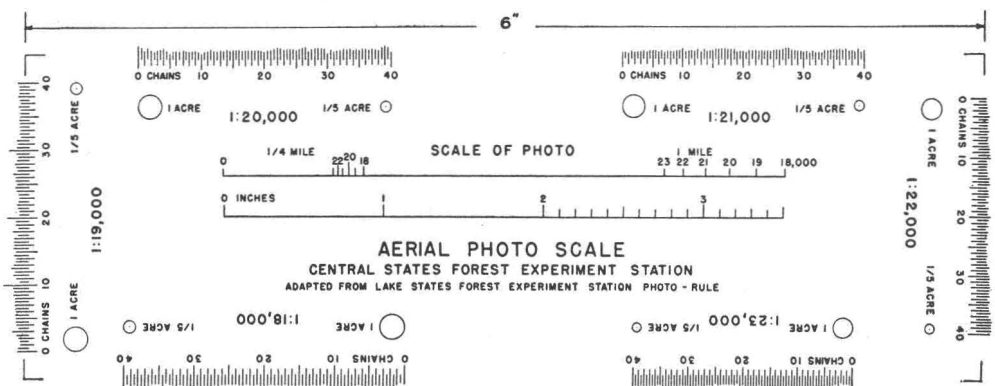 6"
0 CHAINS 10 20 30 40
1 ACRE 1/5 ACRE
1:20,000
0 CHAINS 10 20 30 40
1 ACRE 1/5 ACRE
1:21,000
0 CHAINS 10 20 30 40
1 ACRE 1/5 ACRE
1:19,000
0 CHAINS 10 20 30 40
1 ACRE 1/5 ACRE
1:22,000
SCALE OF PHOTO
0 1/4 MILE 22 20 18
1 MILE
23 22 21 20 19 18,000
0 INCHES 1 2 3
AERIAL PHOTO SCALE
CENTRAL STATES FOREST EXPERIMENT STATION
ADAPTED FROM LAKE STATES FOREST EXPERIMENT STATION PHOTO - RULE
1 ACRE 1:18,000 1/5 ACRE
0 CHAINS 10 20 30 40
1 ACRE 1:23,000 1/5 ACRE
0 CHAINS 10 20 30 40